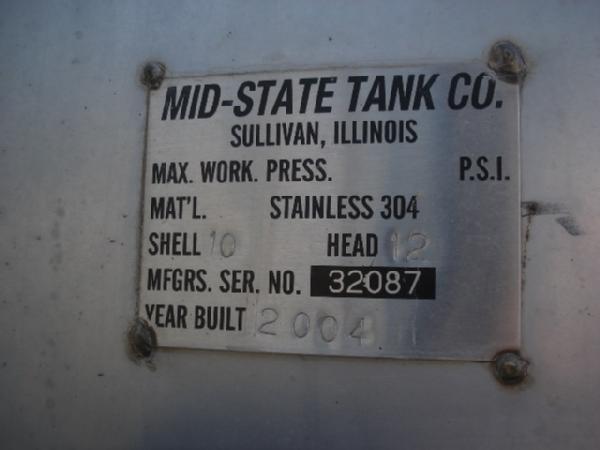 MID-STATE TANK CO.
SULLIVAN, ILLINOIS
MAX. WORK. PRESS. P.S.I.
MAT'L. STAINLESS 304
SHELL 10 HEAD 12
MFGRS. SER. NO. 32087
YEAR BUILT 2004